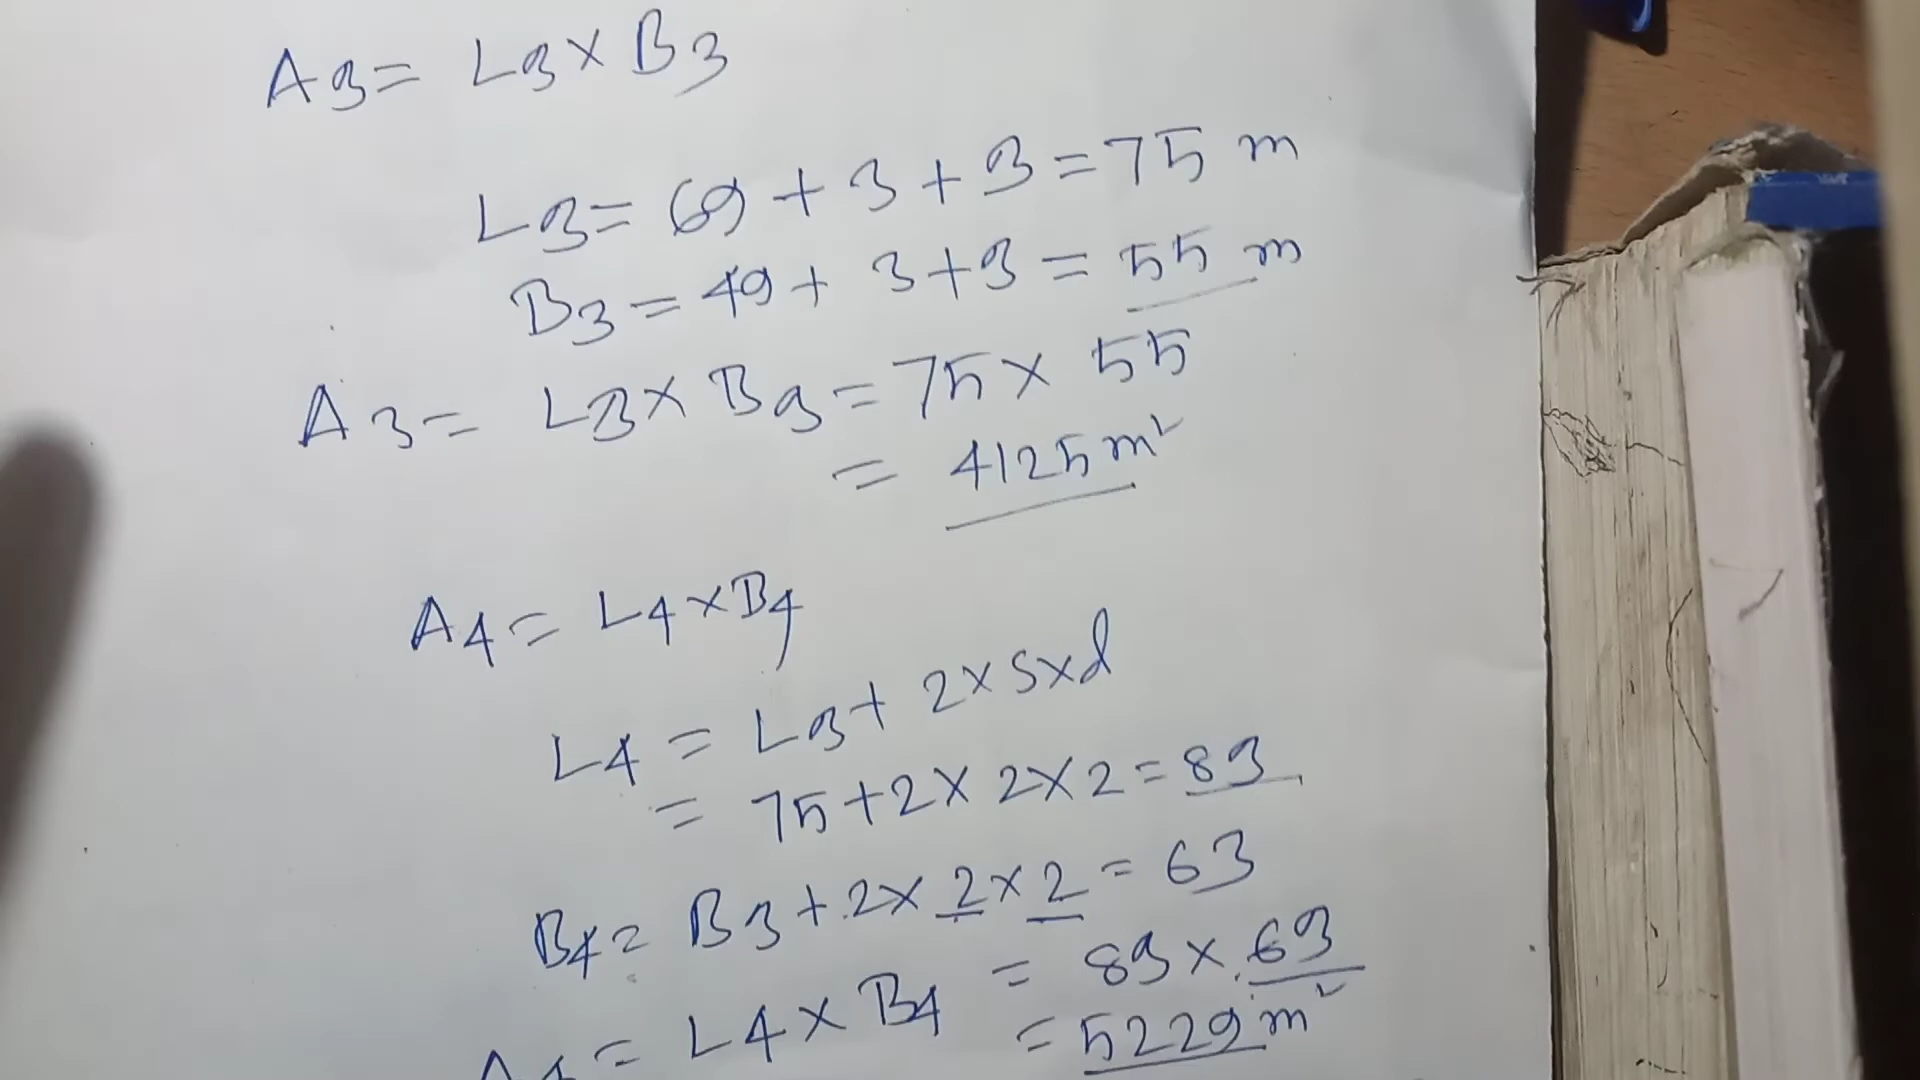 A3 = L3 × B3
L3 = 69 + 3 + 3 = 75 m
B3 = 49 + 3 + 3 = 55 m
A3 = L3 × B3 = 75 × 55
= 4125 m²
A4 = L4 × B4
L4 = L3 + 2 × s × d
= 75 + 2 × 2 × 2 = 83
B4 = B3 + 2 × 2 × 2 = 63
A4 = L4 × B4 = 83 × 63
= 5229 m²